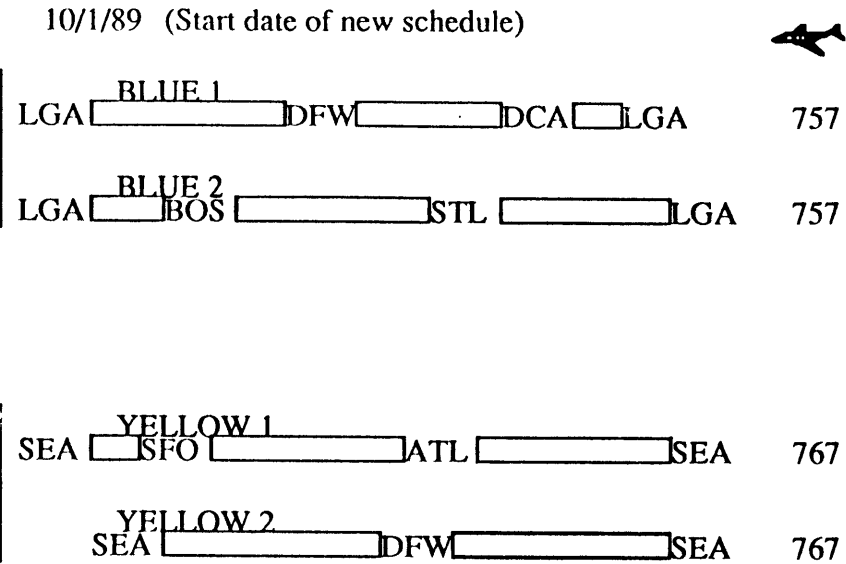 10/1/89 (Start date of new schedule)
BLUE 1
LGA DFW DCA LGA 757
BLUE 2
LGA BOS STL LGA 757
YELLOW 1
SEA SFO ATL SEA 767
YELLOW 2
SEA DFW SEA 767